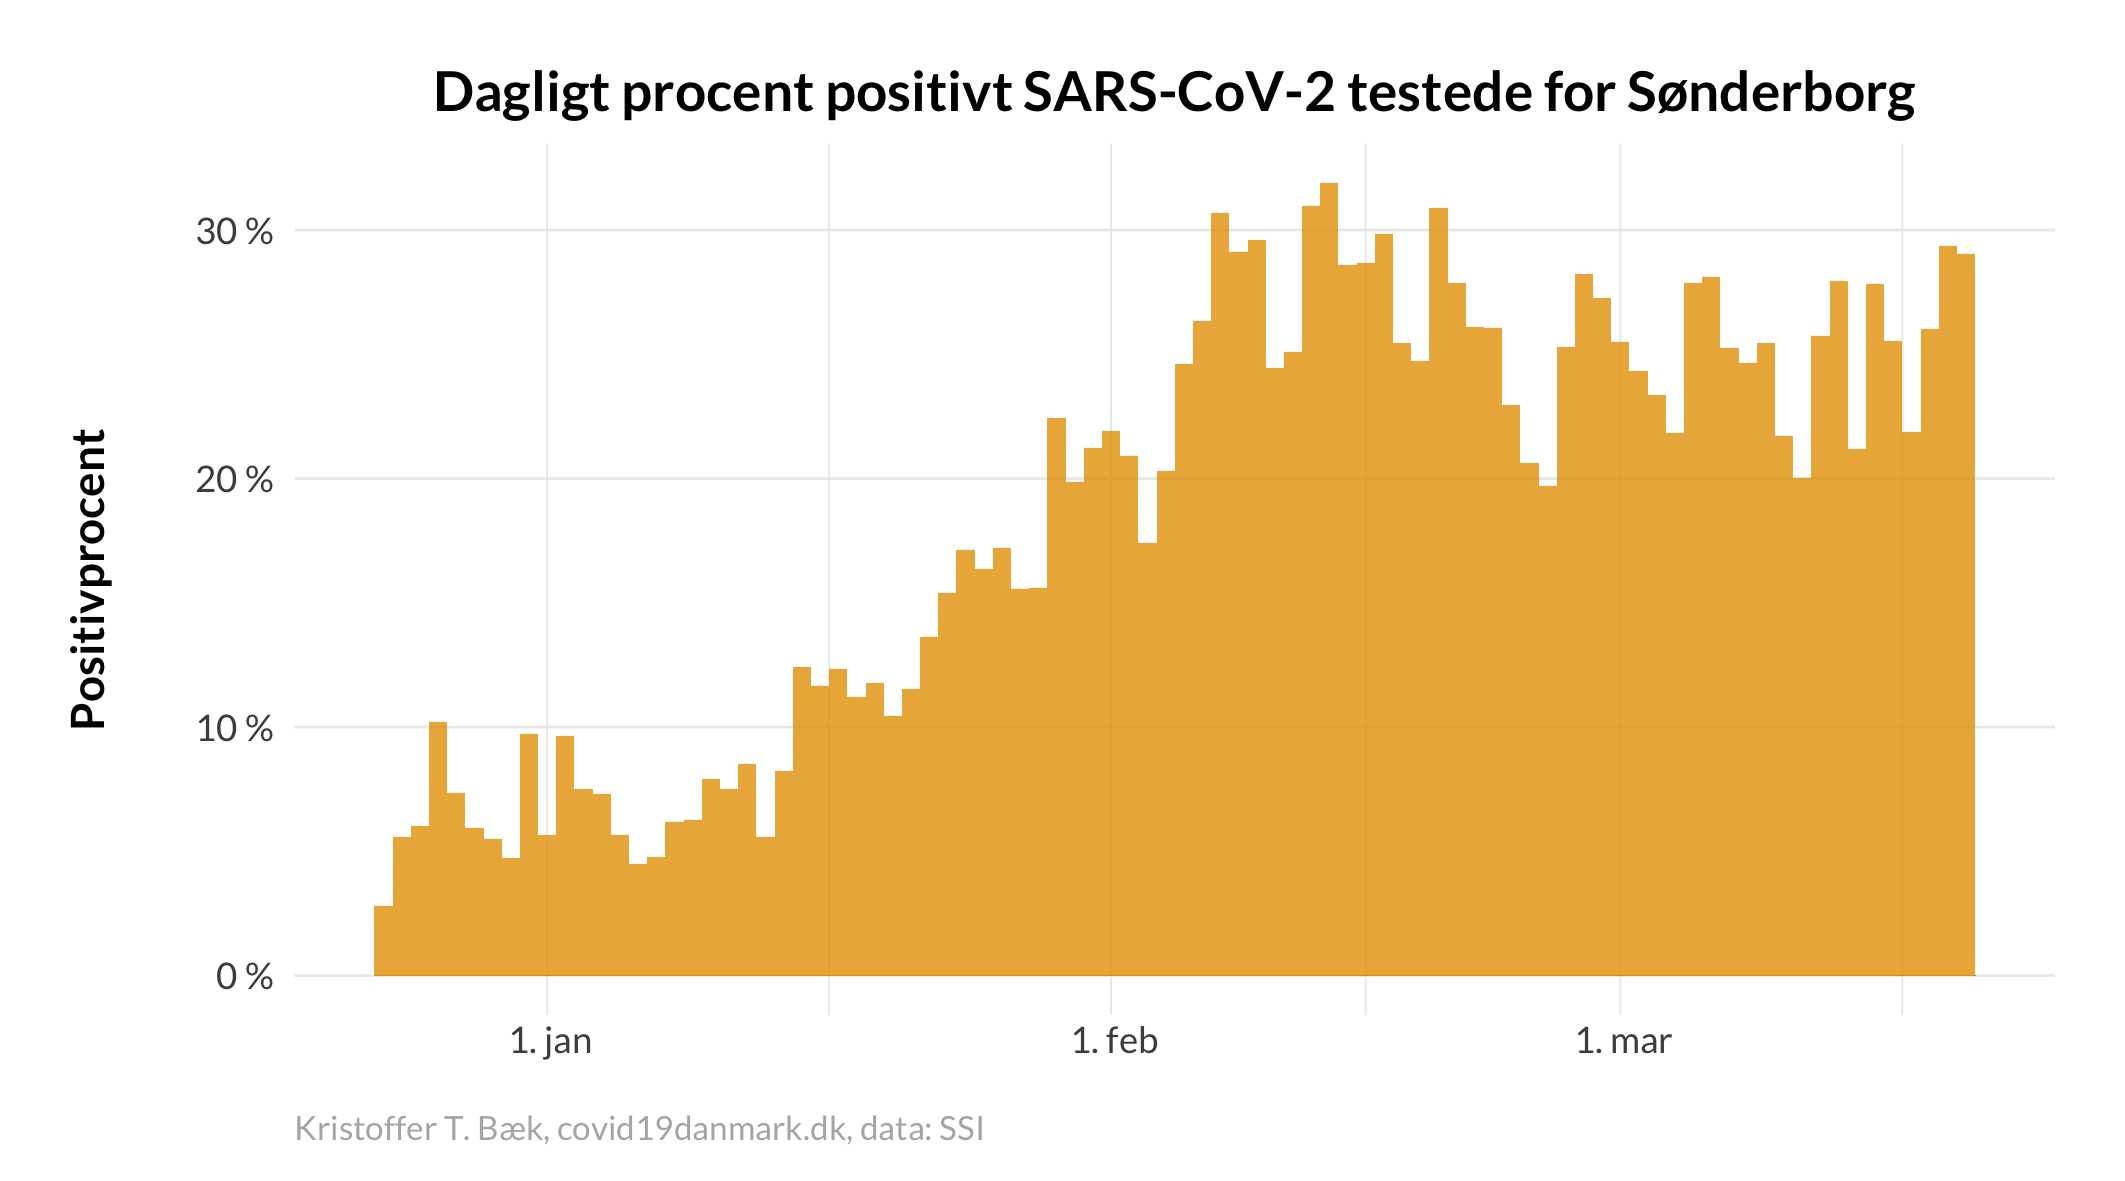 Dagligt procent positivt SARS-CoV-2 testede for Sønderborg
Positivprocent
30 %
20 %
10 %
0 %
1. jan
1. feb
1. mar
Kristoffer T. Bæk, covid19danmark.dk, data: SSI